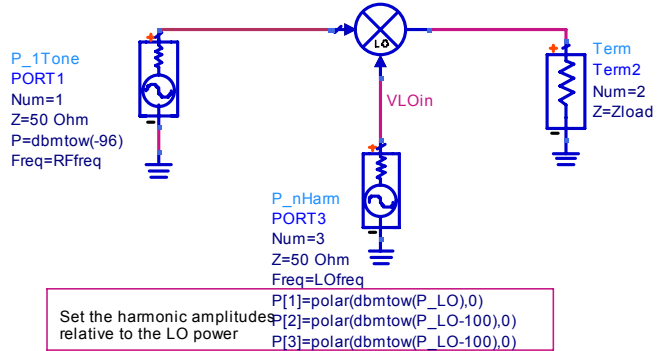 LO
P_1Tone
PORT1
Num=1
Z=50 Ohm
P=dbmtow(-96)
Freq=RFfreq
VLOin
Term
Term2
Num=2
Z=Zload
P_nHarm
PORT3
Num=3
Z=50 Ohm
Freq=LOfreq
P[1]=polar(dbmtow(P_LO),0)
P[2]=polar(dbmtow(P_LO-100),0)
P[3]=polar(dbmtow(P_LO-100),0)
Set the harmonic amplitudes
relative to the LO power